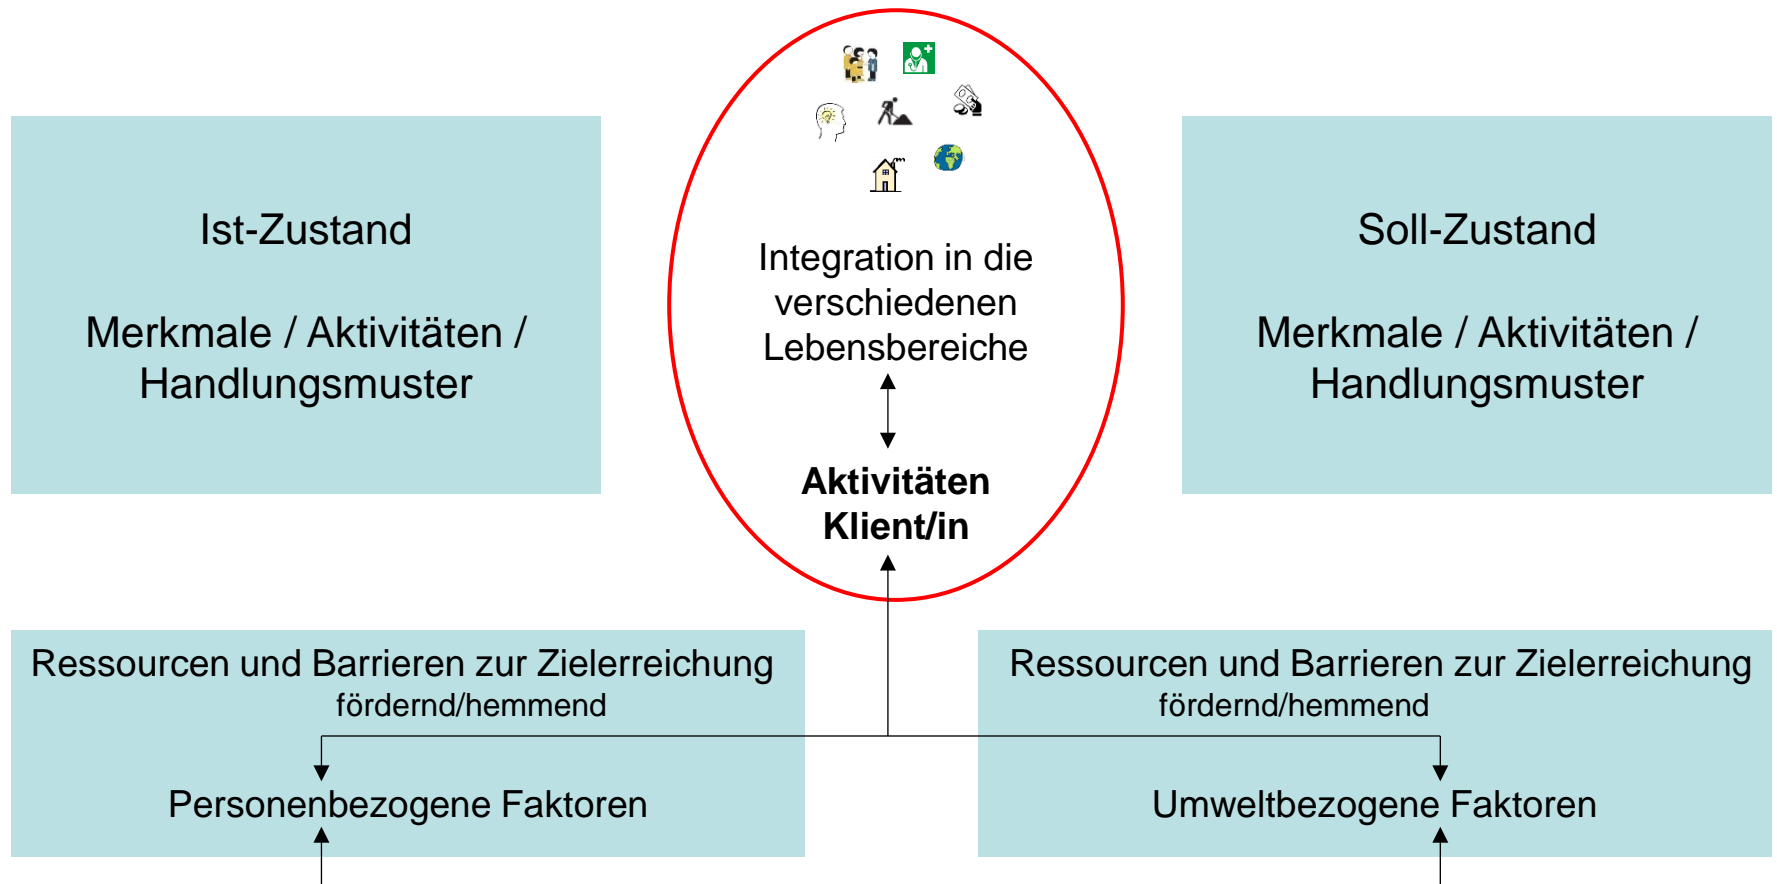 Ist-Zustand
Merkmale / Aktivitäten /
Handlungsmuster
Integration in die
verschiedenen
Lebensbereiche
Aktivitäten
Klient/in
Soll-Zustand
Merkmale / Aktivitäten /
Handlungsmuster
Ressourcen und Barrieren zur Zielerreichung
fördernd/hemmend
Personenbezogene Faktoren
Ressourcen und Barrieren zur Zielerreichung
fördernd/hemmend
Umweltbezogene Faktoren